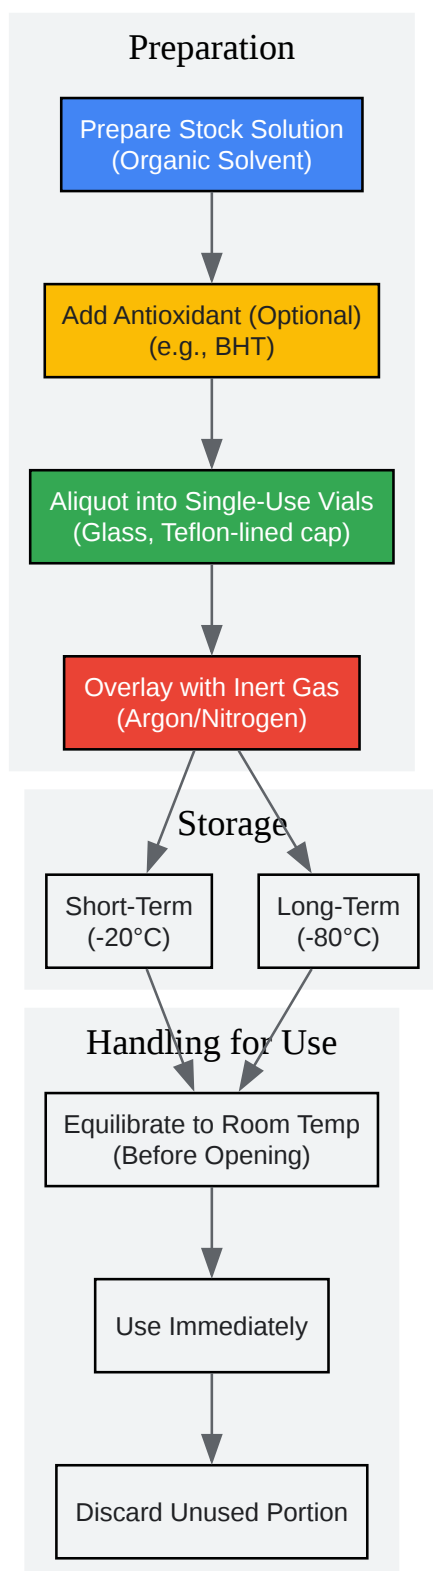 Preparation
Prepare Stock Solution
(Organic Solvent)
Add Antioxidant (Optional)
(e.g., BHT)
Aliquot into Single-Use Vials
(Glass, Teflon-lined cap)
Overlay with Inert Gas
(Argon/Nitrogen)
Storage
Short-Term
(-20°C)
Long-Term
(-80°C)
Handling for Use
Equilibrate to Room Temp
(Before Opening)
Use Immediately
Discard Unused Portion